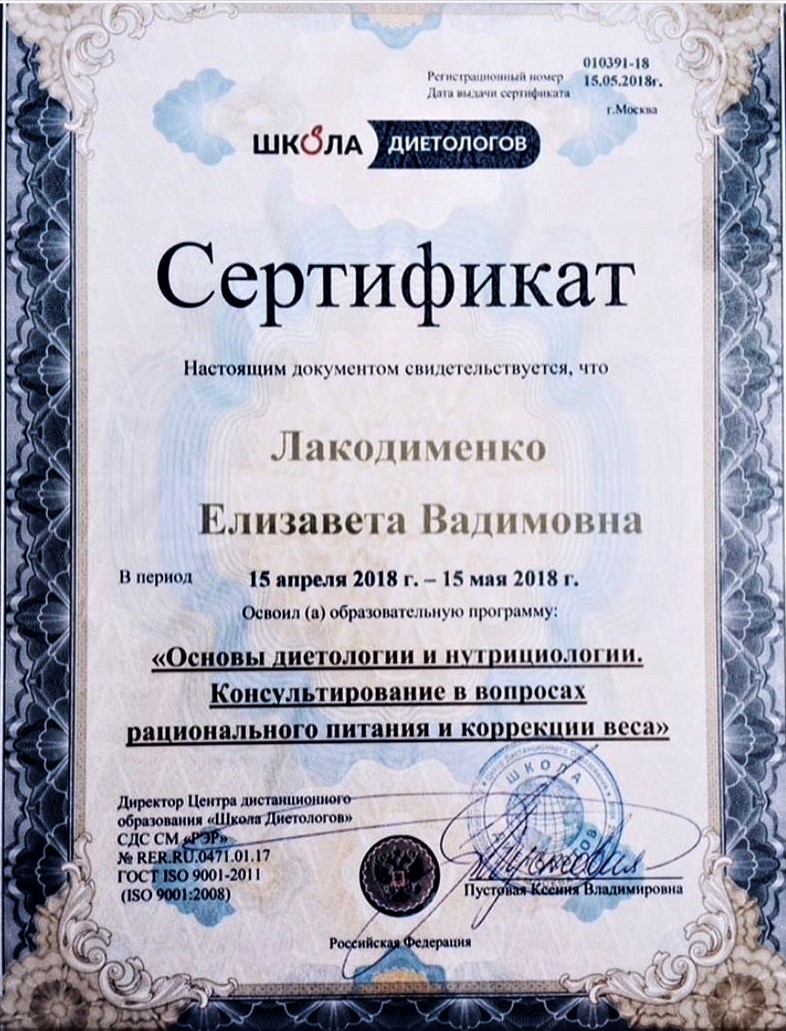 010391-18
Регистрационный номер 15.05.2018г.
Дата выдачи сертификата
г.Москва
ШКОЛА ДИЕТОЛОГОВ
Сертификат
Настоящим документом свидетельствуется, что
Лакодименко
Елизавета Вадимовна
В период 15 апреля 2018 г. – 15 мая 2018 г.
Освоил (а) образовательную программу:
«Основы диетологии и нутрициологии.
Консультирование в вопросах
рационального питания и коррекции веса»
Директор Центра дистанционного
образования «Школа Диетологов»
СДС СМ «РЭР»
№ RER.RU.0471.01.17
ГОСТ ISO 9001-2011
(ISO 9001:2008)
ШКОЛА
Пустовая Ксения Владимировна
Российская Федерация